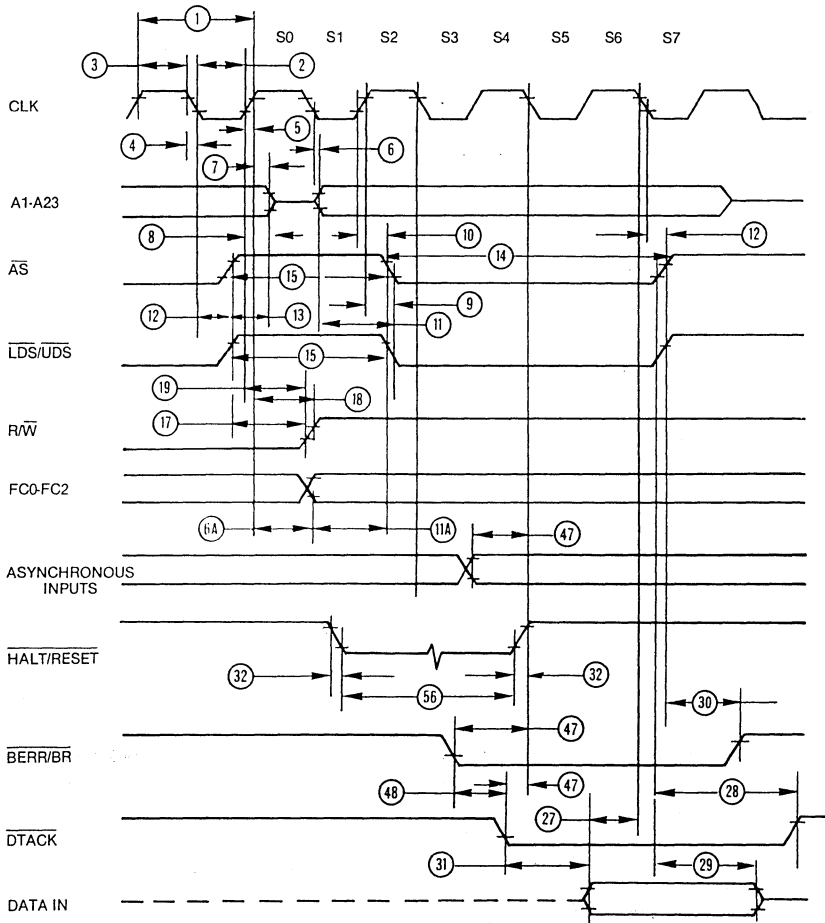 1
S0 S1 S2 S3 S4 S5 S6 S7
3 2
CLK
4 5 6
7
A1-A23
8 10 12
14
AS
15
9
12 13 11
LDS/UDS
15
19
18
17
R/W
FC0-FC2
6A 11A 47
ASYNCHRONOUS
INPUTS
HALT/RESET
32 56 32
30
47
BERR/BR
48 47 28
27
DTACK
31 29
DATA IN